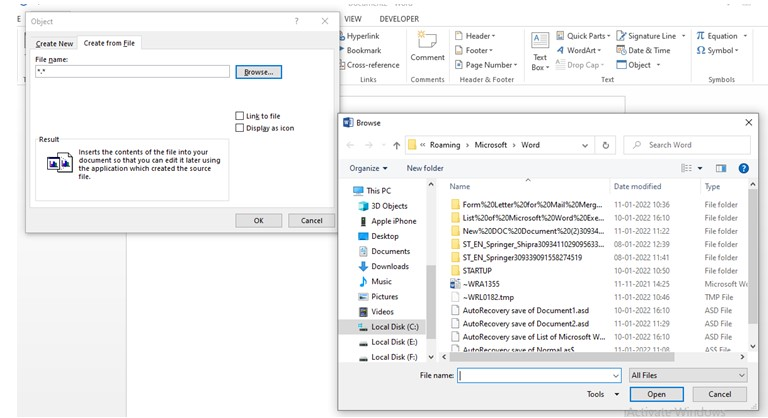 Object
Create New
Create from File
File name:
*.*
Browse...
Link to file
Display as icon
Result
Inserts the contents of the file into your
document so that you can edit it later using
the application which created the source
file.
OK
Cancel
VIEW
DEVELOPER
Hyperlink
Bookmark
Cross-reference
Links
Comment
Comments
Header
Footer
Page Number
Header & Footer
Text
Box
Quick Parts
WordArt
Drop Cap
Signature Line
Date & Time
Object
Text
Equation
Symbol
Symbols
Browse
« Roaming > Microsoft > Word
Search Word
Organize
New folder
This PC
3D Objects
Apple iPhone
Desktop
Documents
Downloads
Music
Pictures
Videos
Local Disk (C:)
Local Disk (E:)
Local Disk (F:)
Name Date modified Type
Form%20Letter%20for%20Mail%20Merg... 11-01-2022 10:36 File folder
List%20of%20Microsoft%20Word%20Exe... 10-01-2022 16:10 File folder
New%20DOC%20Document%20(2)30934... 11-01-2022 11:22 File folder
ST_EN_Springer_Shipra3093411029095633... 08-01-2022 12:39 File folder
ST_EN_Springer309339091558274519 08-01-2022 11:41 File folder
STARTUP 10-01-2022 10:50 File folder
~WRA1355 11-11-2021 14:25 Microsoft W
~WRL0182.tmp 11-01-2022 10:46 TMP File
AutoRecovery save of Document1.asd 10-01-2022 16:10 ASD File
AutoRecovery save of Document2.asd 10-01-2022 11:29 ASD File
AutoRecovery save of List of Microsoft W... 10-01-2022 16:10 ASD File
AutoRecovery save of Normal.as$ 11-01-2022 11:08
File name:
All Files
Tools
Open
Cancel
Activate Windows